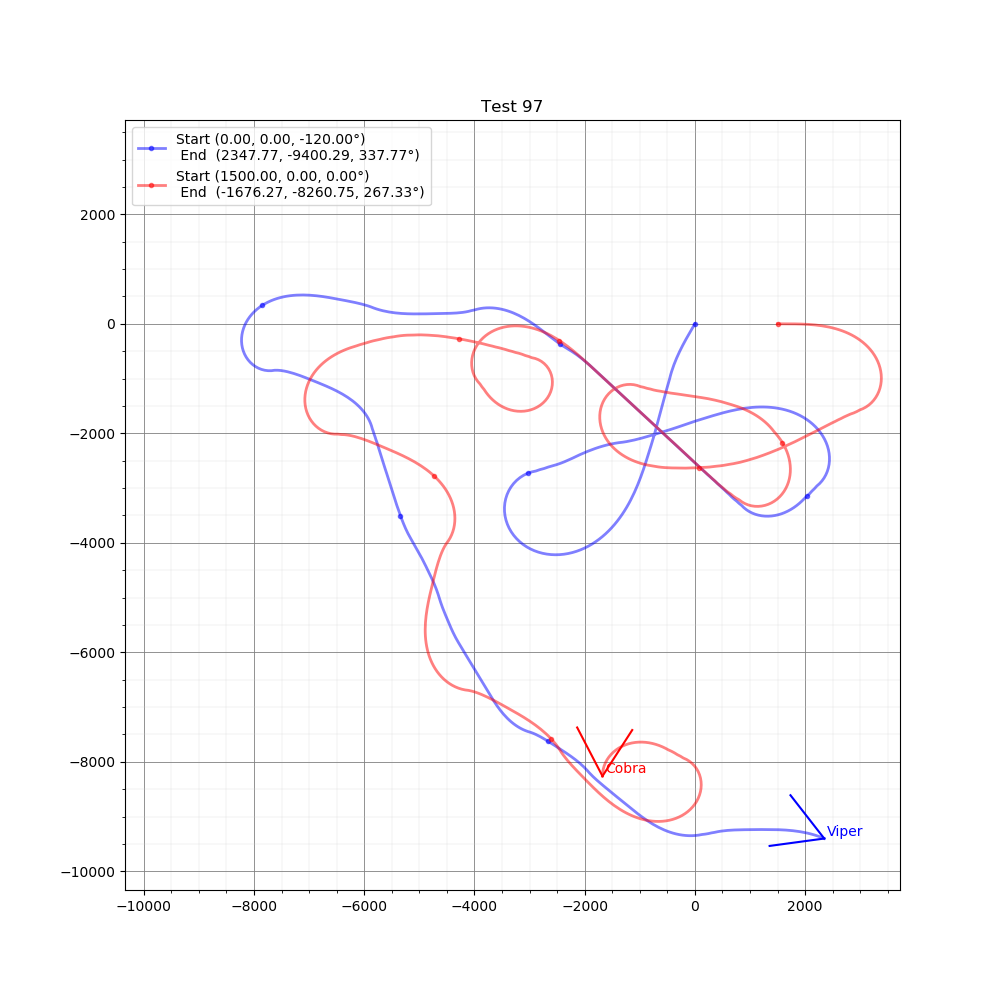 Test 97
Start (0.00, 0.00, -120.00°)
End  (2347.77, -9400.29, 337.77°)
Start (1500.00, 0.00, 0.00°)
End  (-1676.27, -8260.75, 267.33°)
2000
0
−2000
−4000
−6000
−8000
−10000
Cobra
Viper
−10000 −8000 −6000 −4000 −2000 0 2000